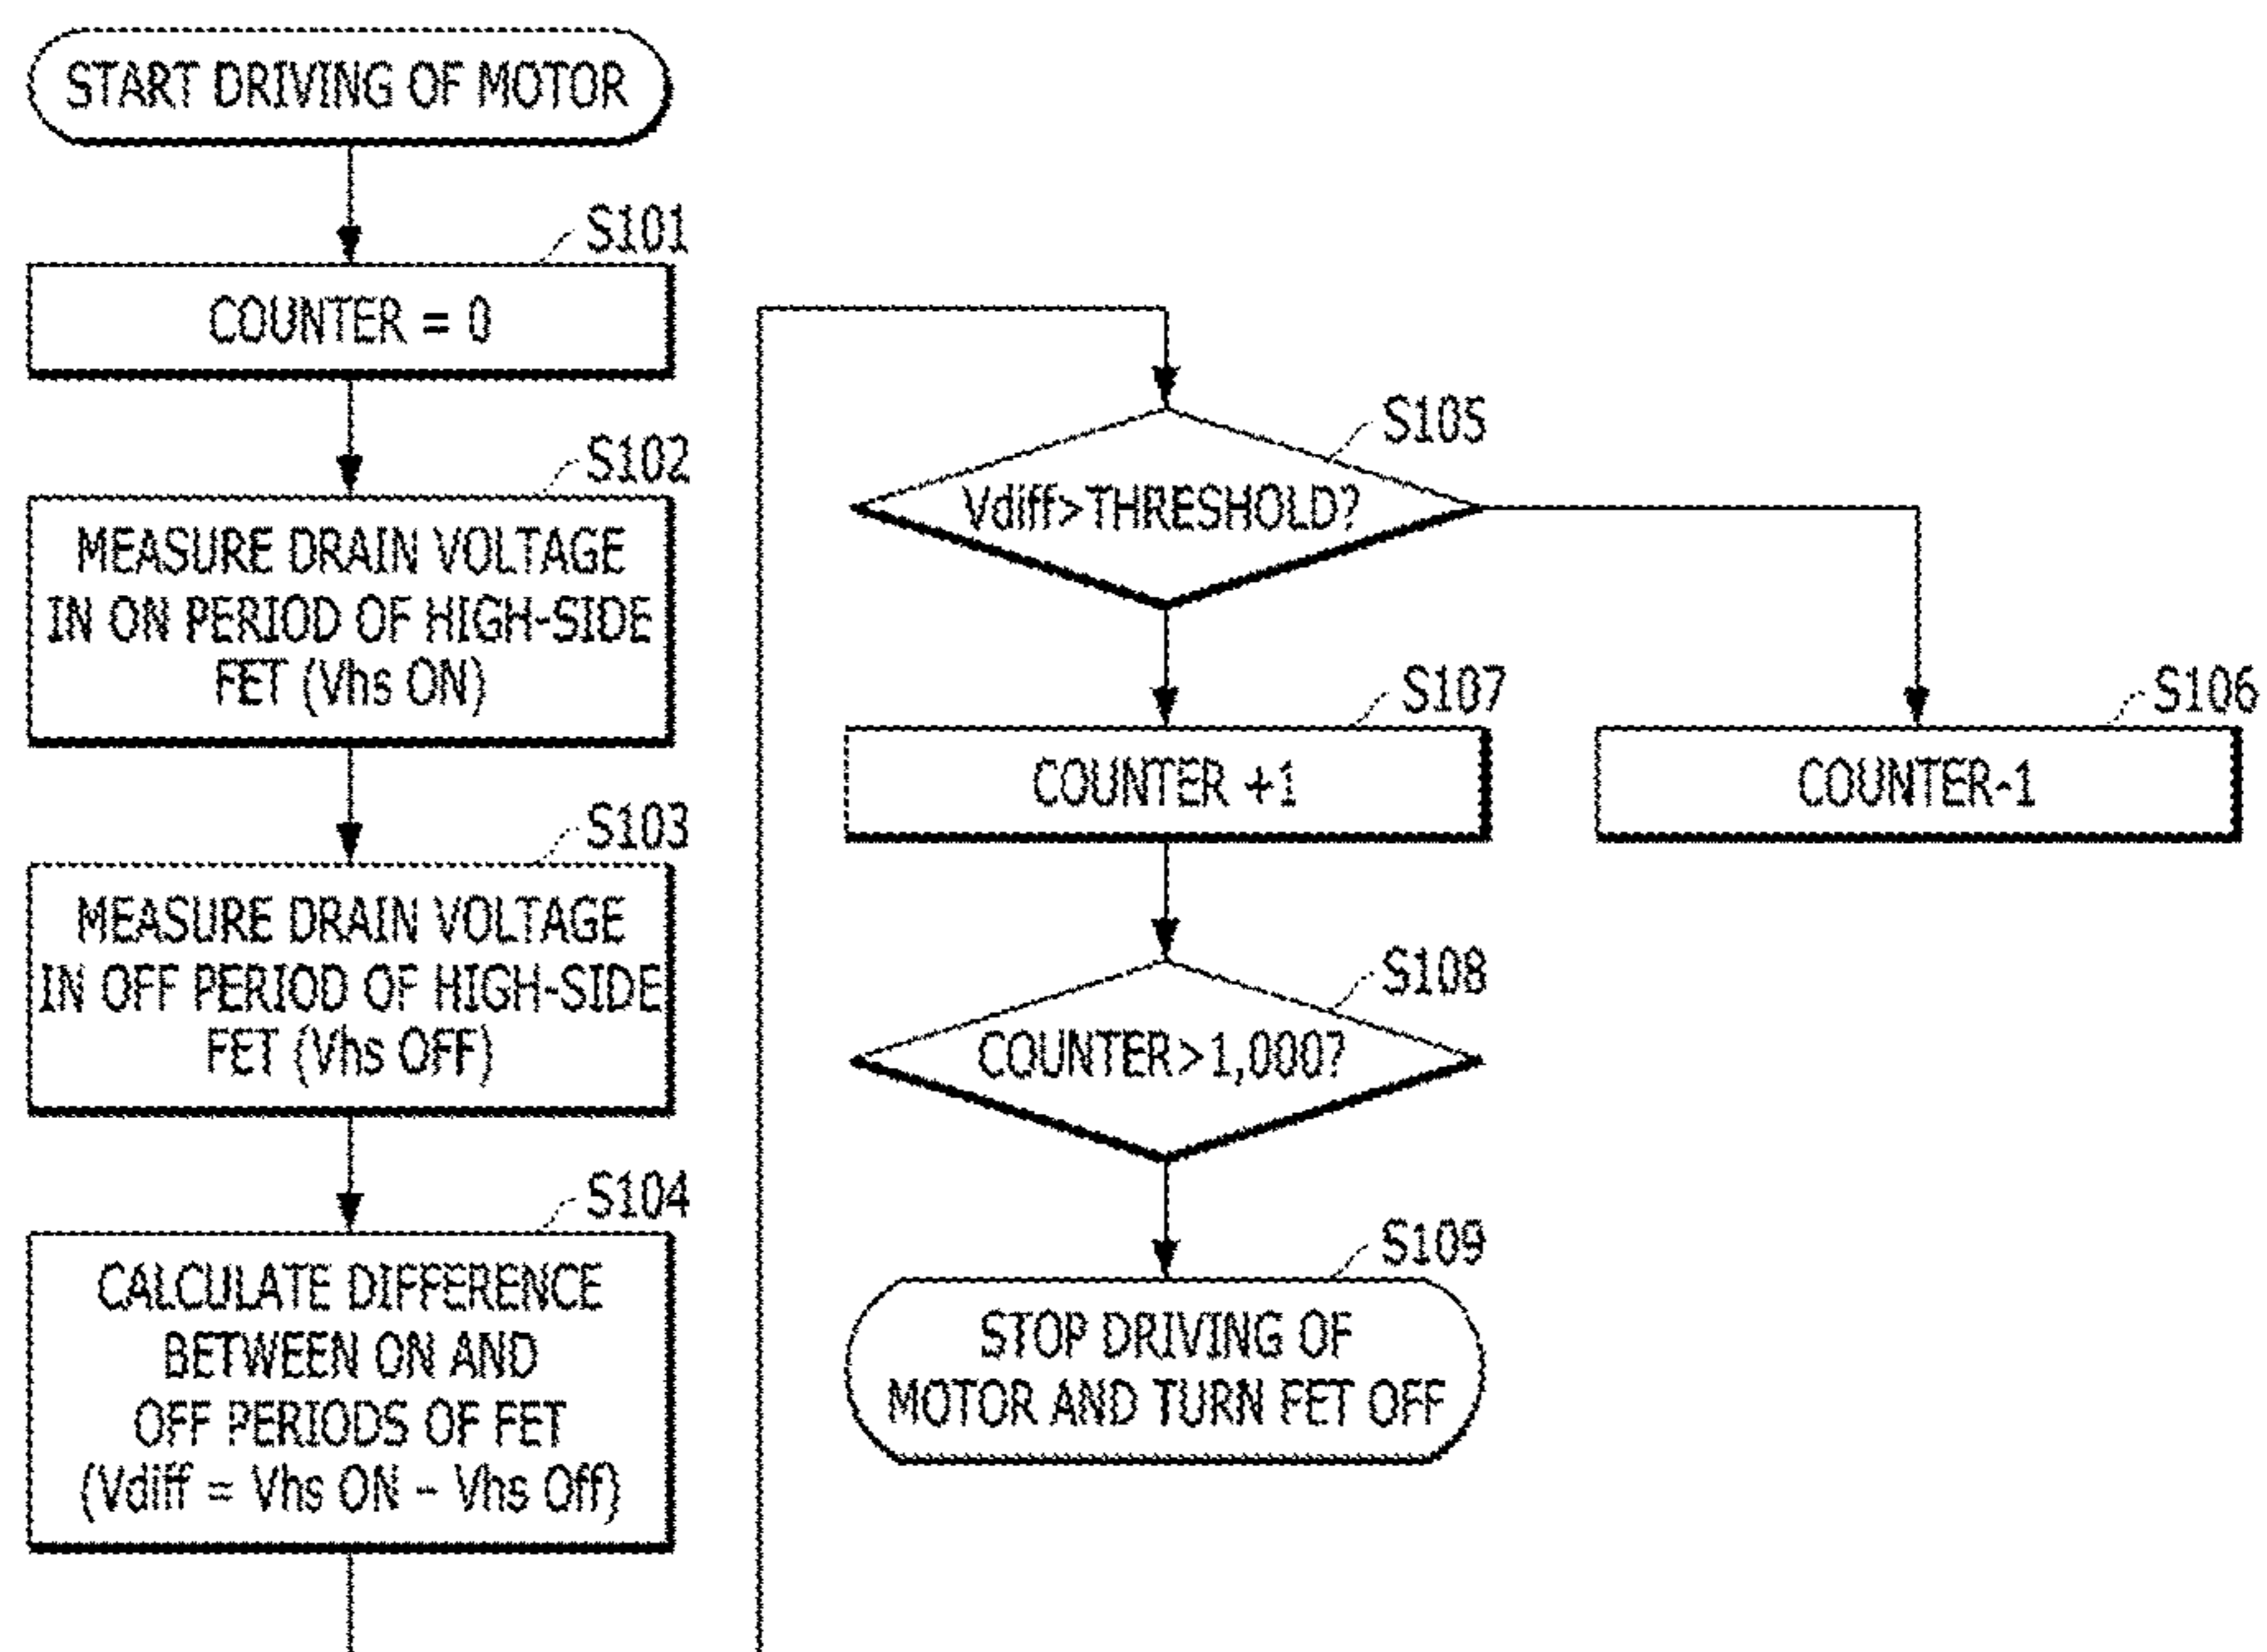 START DRIVING OF MOTOR
S101
COUNTER = 0
S102
MEASURE DRAIN VOLTAGE
IN ON PERIOD OF HIGH-SIDE
FET (Vhs ON)
S103
MEASURE DRAIN VOLTAGE
IN OFF PERIOD OF HIGH-SIDE
FET (Vhs OFF)
S104
CALCULATE DIFFERENCE
BETWEEN ON AND
OFF PERIODS OF FET
(Vdiff = Vhs ON - Vhs Off)
S105
Vdiff>THRESHOLD?
S107
COUNTER +1
S106
COUNTER-1
S108
COUNTER>1,000?
S109
STOP DRIVING OF
MOTOR AND TURN FET OFF